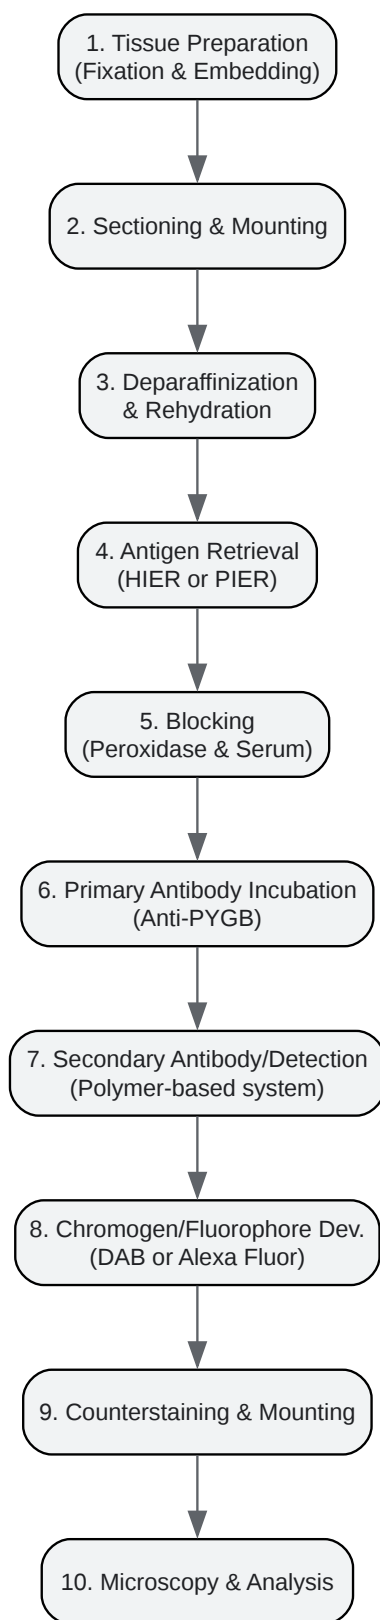 1. Tissue Preparation
(Fixation & Embedding)
2. Sectioning & Mounting
3. Deparaffinization
& Rehydration
4. Antigen Retrieval
(HIER or PIER)
5. Blocking
(Peroxidase & Serum)
6. Primary Antibody Incubation
(Anti-PYGB)
7. Secondary Antibody/Detection
(Polymer-based system)
8. Chromogen/Fluorophore Dev.
(DAB or Alexa Fluor)
9. Counterstaining & Mounting
10. Microscopy & Analysis